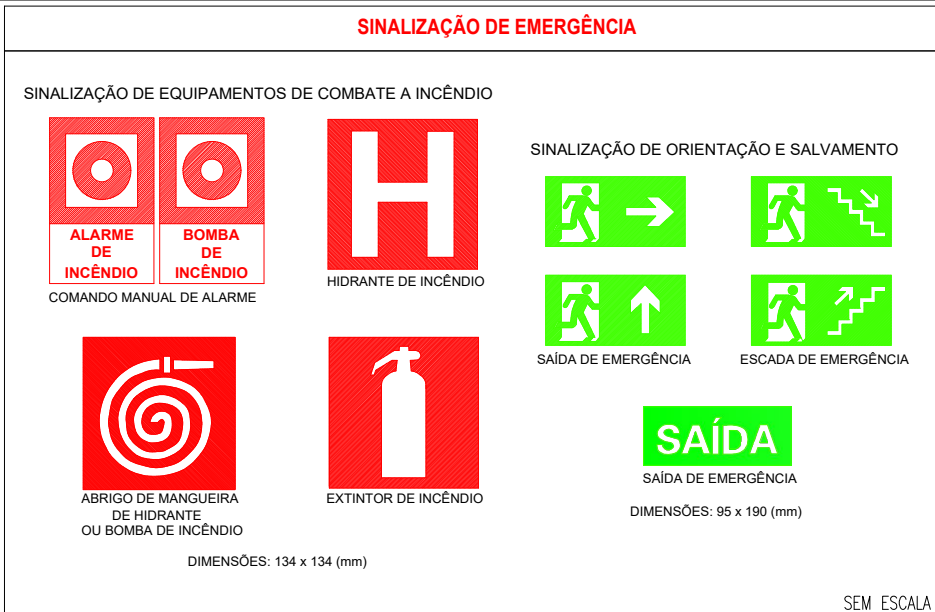 SINALIZAÇÃO DE EMERGÊNCIA
SINALIZAÇÃO DE EQUIPAMENTOS DE COMBATE A INCÊNDIO
ALARME
DE
INCÊNDIO
BOMBA
DE
INCÊNDIO
COMANDO MANUAL DE ALARME
H
HIDRANTE DE INCÊNDIO
ABRIGO DE MANGUEIRA
DE HIDRANTE
OU BOMBA DE INCÊNDIO
EXTINTOR DE INCÊNDIO
DIMENSÕES: 134 x 134 (mm)
SINALIZAÇÃO DE ORIENTAÇÃO E SALVAMENTO
SAÍDA DE EMERGÊNCIA
ESCADA DE EMERGÊNCIA
SAÍDA
SAÍDA DE EMERGÊNCIA
DIMENSÕES: 95 x 190 (mm)
SEM ESCALA